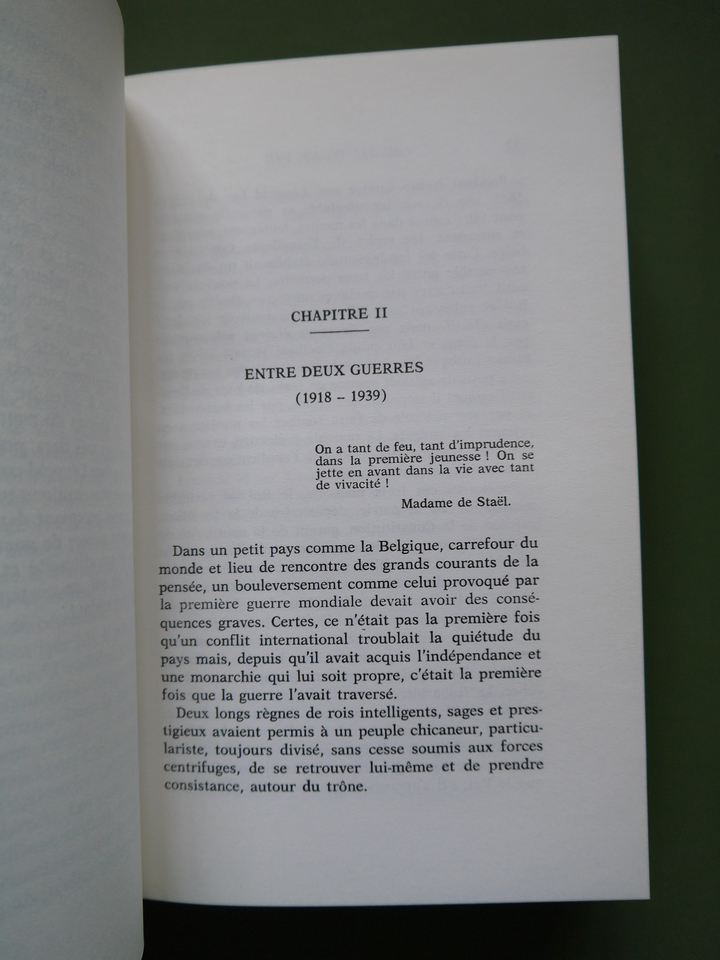 CHAPITRE II
ENTRE DEUX GUERRES
(1918 – 1939)
On a tant de feu, tant d'imprudence,
dans la première jeunesse ! On se
jette en avant dans la vie avec tant
de vivacité !
Madame de Staël.
Dans un petit pays comme la Belgique, carrefour du
monde et lieu de rencontre des grands courants de la
pensée, un bouleversement comme celui provoqué par
la première guerre mondiale devait avoir des consé-
quences graves. Certes, ce n'était pas la première fois
qu'un conflit international troublait la quiétude du
pays mais, depuis qu'il avait acquis l'indépendance et
une monarchie qui lui soit propre, c'était la première
fois que la guerre l'avait traversé.
Deux longs règnes de rois intelligents, sages et pres-
tigieux avaient permis à un peuple chicaneur, particu-
lariste, toujours divisé, sans cesse soumis aux forces
centrifuges, de se retrouver lui-même et de prendre
consistance, autour du trône.